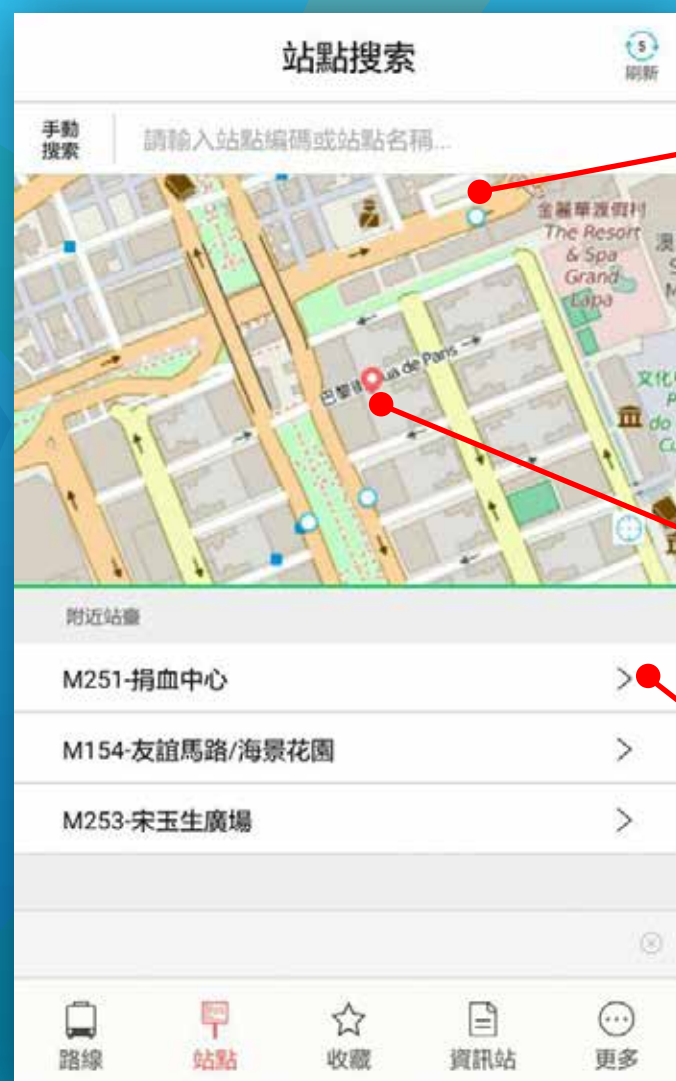 站點搜索
5
刷新
手動
搜索
請輸入站點編碼或站點名稱...
金麗華渡假村
The Resort
& Spa
Grand
Lapa
澳
文化
do
巴黎街 Rua de Paris
附近站臺
M251-捐血中心
M154-友誼馬路/海景花園
M253-宋玉生廣場
路線
站點
收藏
資訊站
更多